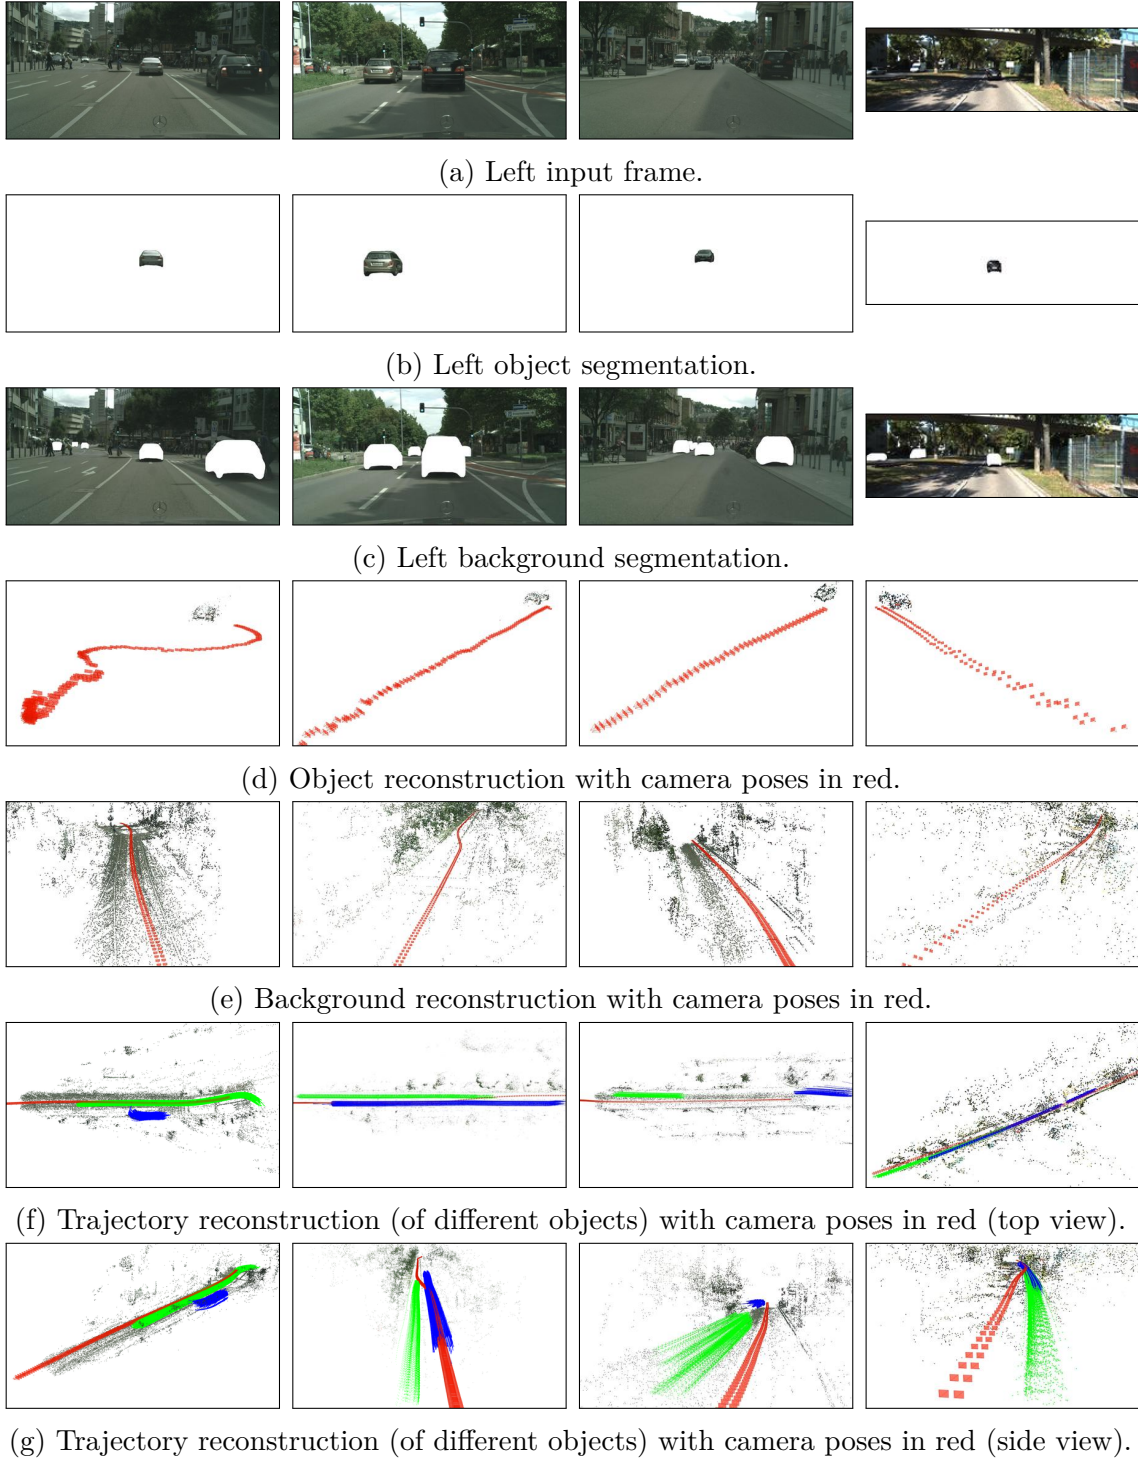 (a) Left input frame.
(b) Left object segmentation.
(c) Left background segmentation.
(d) Object reconstruction with camera poses in red.
(e) Background reconstruction with camera poses in red.
(f) Trajectory reconstruction (of different objects) with camera poses in red (top view).
(g) Trajectory reconstruction (of different objects) with camera poses in red (side view).